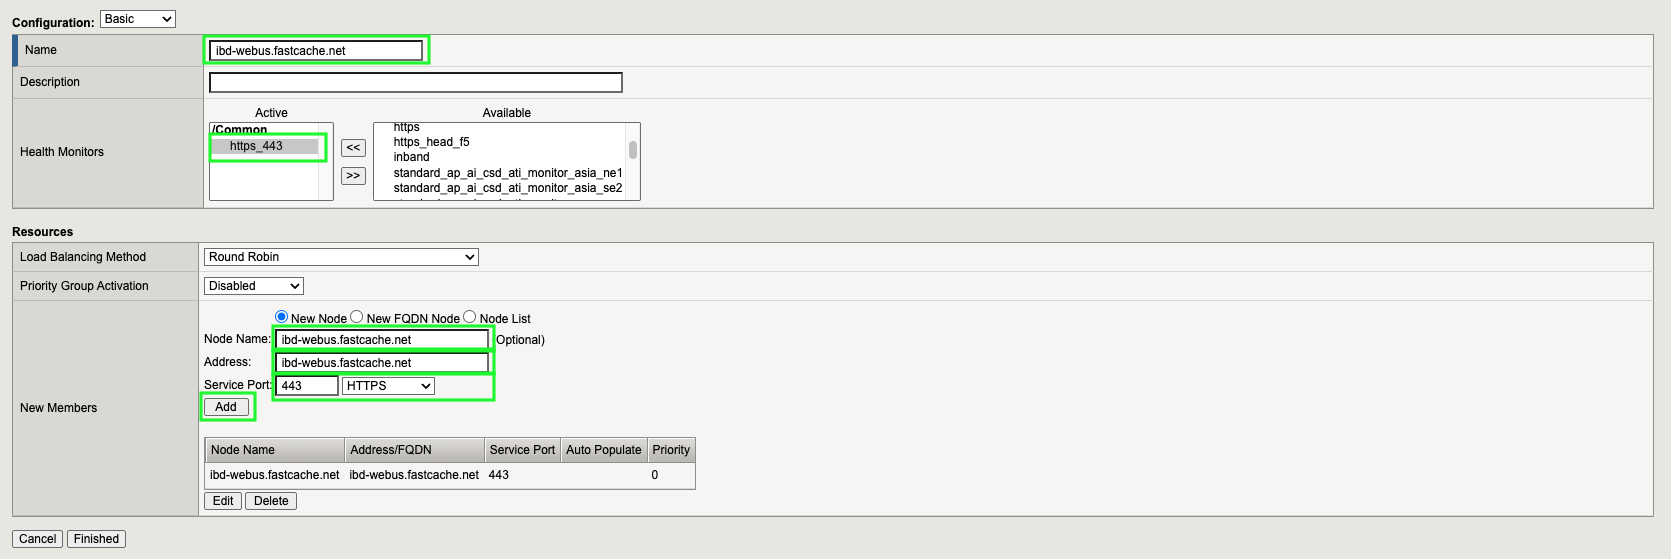 Configuration: Basic
Name ibd-webus.fastcache.net
Description
Active Available
/Common https
https_443 https_head_f5
Health Monitors << inband
>> standard_ap_ai_csd_ati_monitor_asia_ne1
standard_ap_ai_csd_ati_monitor_asia_se2
Resources
Load Balancing Method Round Robin
Priority Group Activation Disabled
New Node New FQDN Node Node List
Node Name: ibd-webus.fastcache.net (Optional)
Address: ibd-webus.fastcache.net
Service Port: 443 HTTPS
New Members Add
Node Name Address/FQDN Service Port Auto Populate Priority
ibd-webus.fastcache.net ibd-webus.fastcache.net 443 0
Edit Delete
Cancel Finished